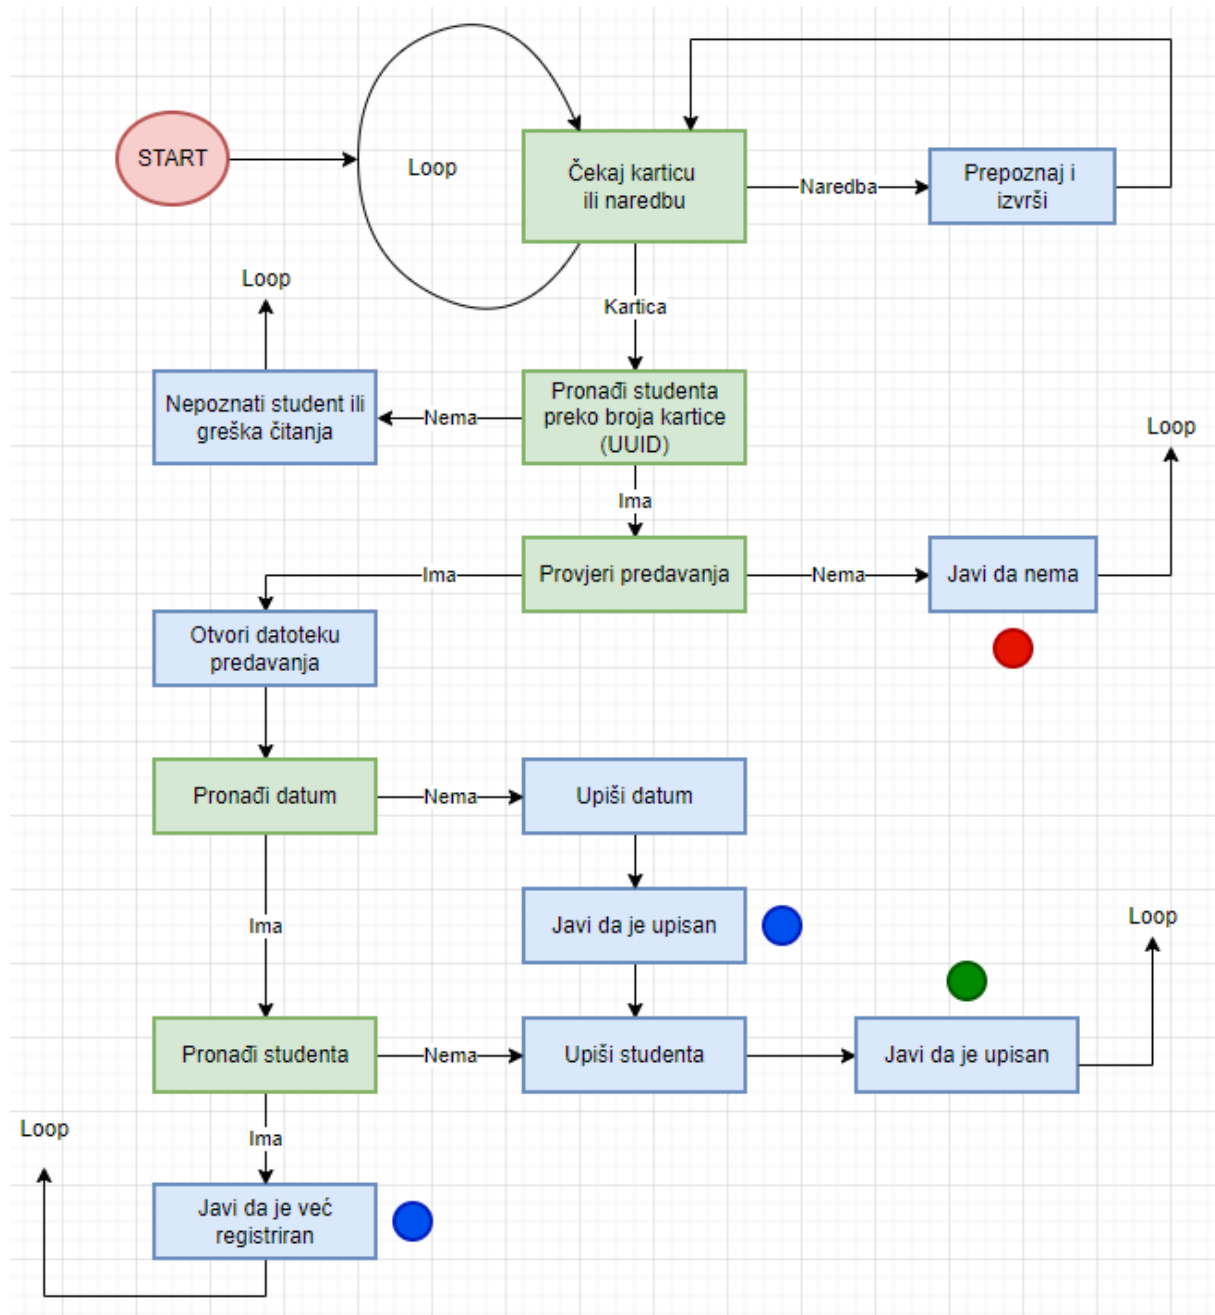 START
Loop
Čekaj karticu
ili naredbu
Naredba
Prepoznaj i
izvrši
Loop
Kartica
Nepoznati student ili
greška čitanja
Nema
Pronađi studenta
preko broja kartice
(UUID)
Loop
Ima
Ima
Provjeri predavanja
Nema
Javi da nema
Otvori datoteku
predavanja
Pronađi datum
Nema
Upiši datum
Ima
Javi da je upisan
Loop
Pronađi studenta
Nema
Upiši studenta
Javi da je upisan
Loop
Ima
Javi da je već
registriran